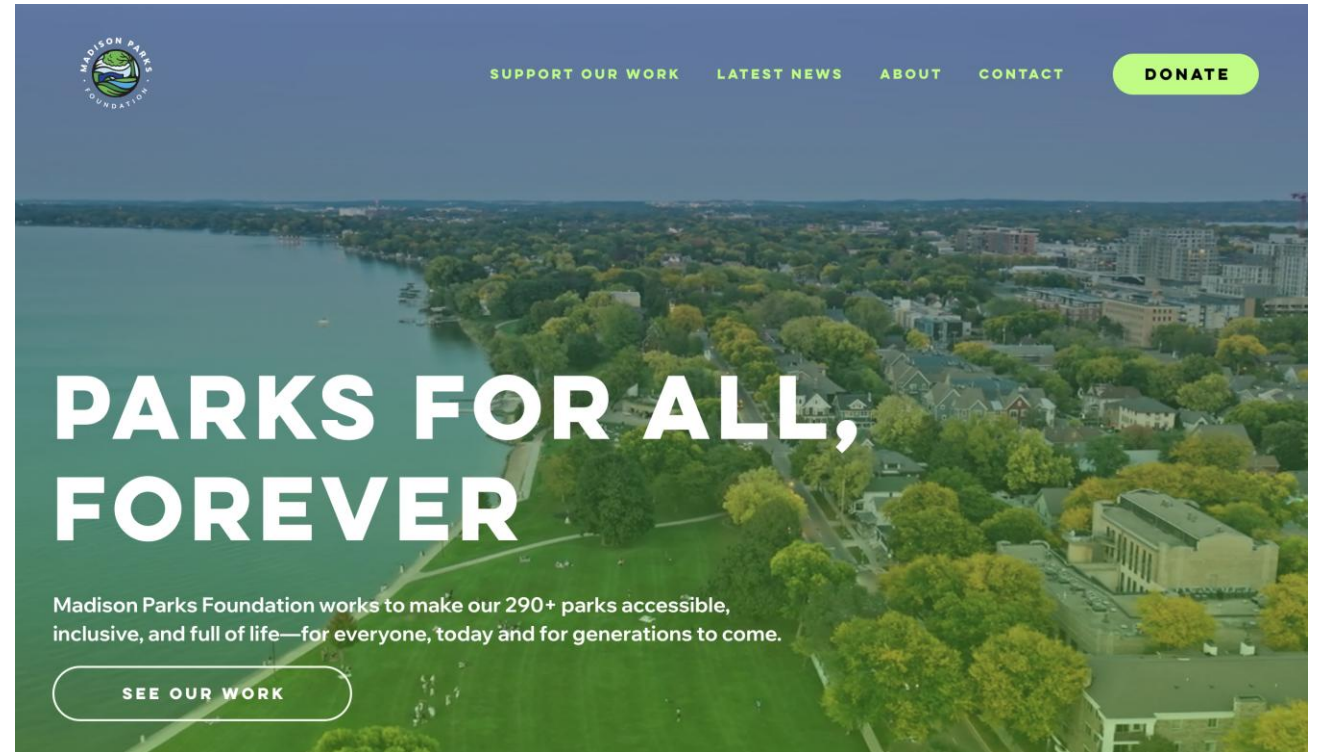 MADISON PARKS
FOUNDATION
SUPPORT OUR WORK
LATEST NEWS
ABOUT
CONTACT
DONATE
PARKS FOR ALL,
FOREVER
Madison Parks Foundation works to make our 290+ parks accessible,
inclusive, and full of life—for everyone, today and for generations to come.
SEE OUR WORK